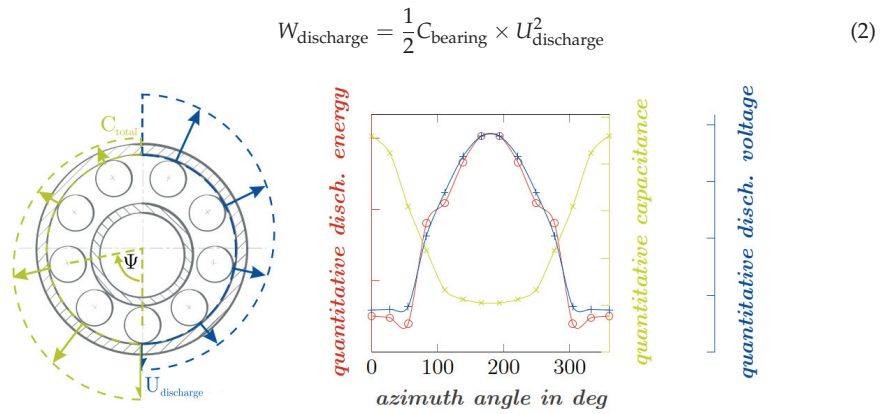 W_discharge = 1/2 C_bearing × U²_discharge (2)
C_total
Ψ
U_discharge
quantitative disch. energy
0 100 200 300
azimuth angle in deg
quantitative capacitance
quantitative disch. voltage